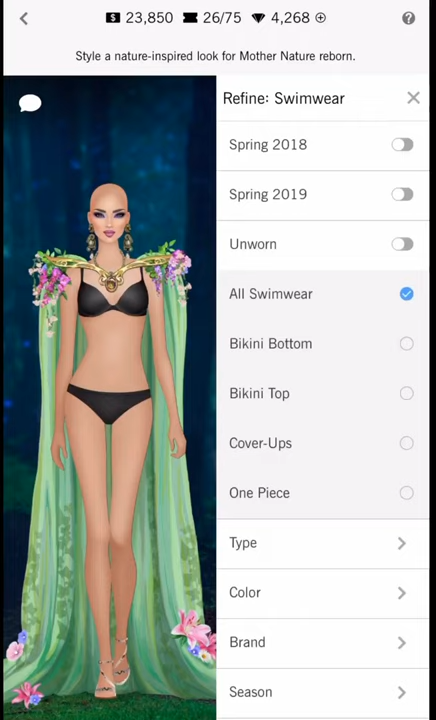 $ 23,850 26/75 4,268
Style a nature-inspired look for Mother Nature reborn.
Refine: Swimwear
Spring 2018
Spring 2019
Unworn
All Swimwear
Bikini Bottom
Bikini Top
Cover-Ups
One Piece
Type
Color
Brand
Season